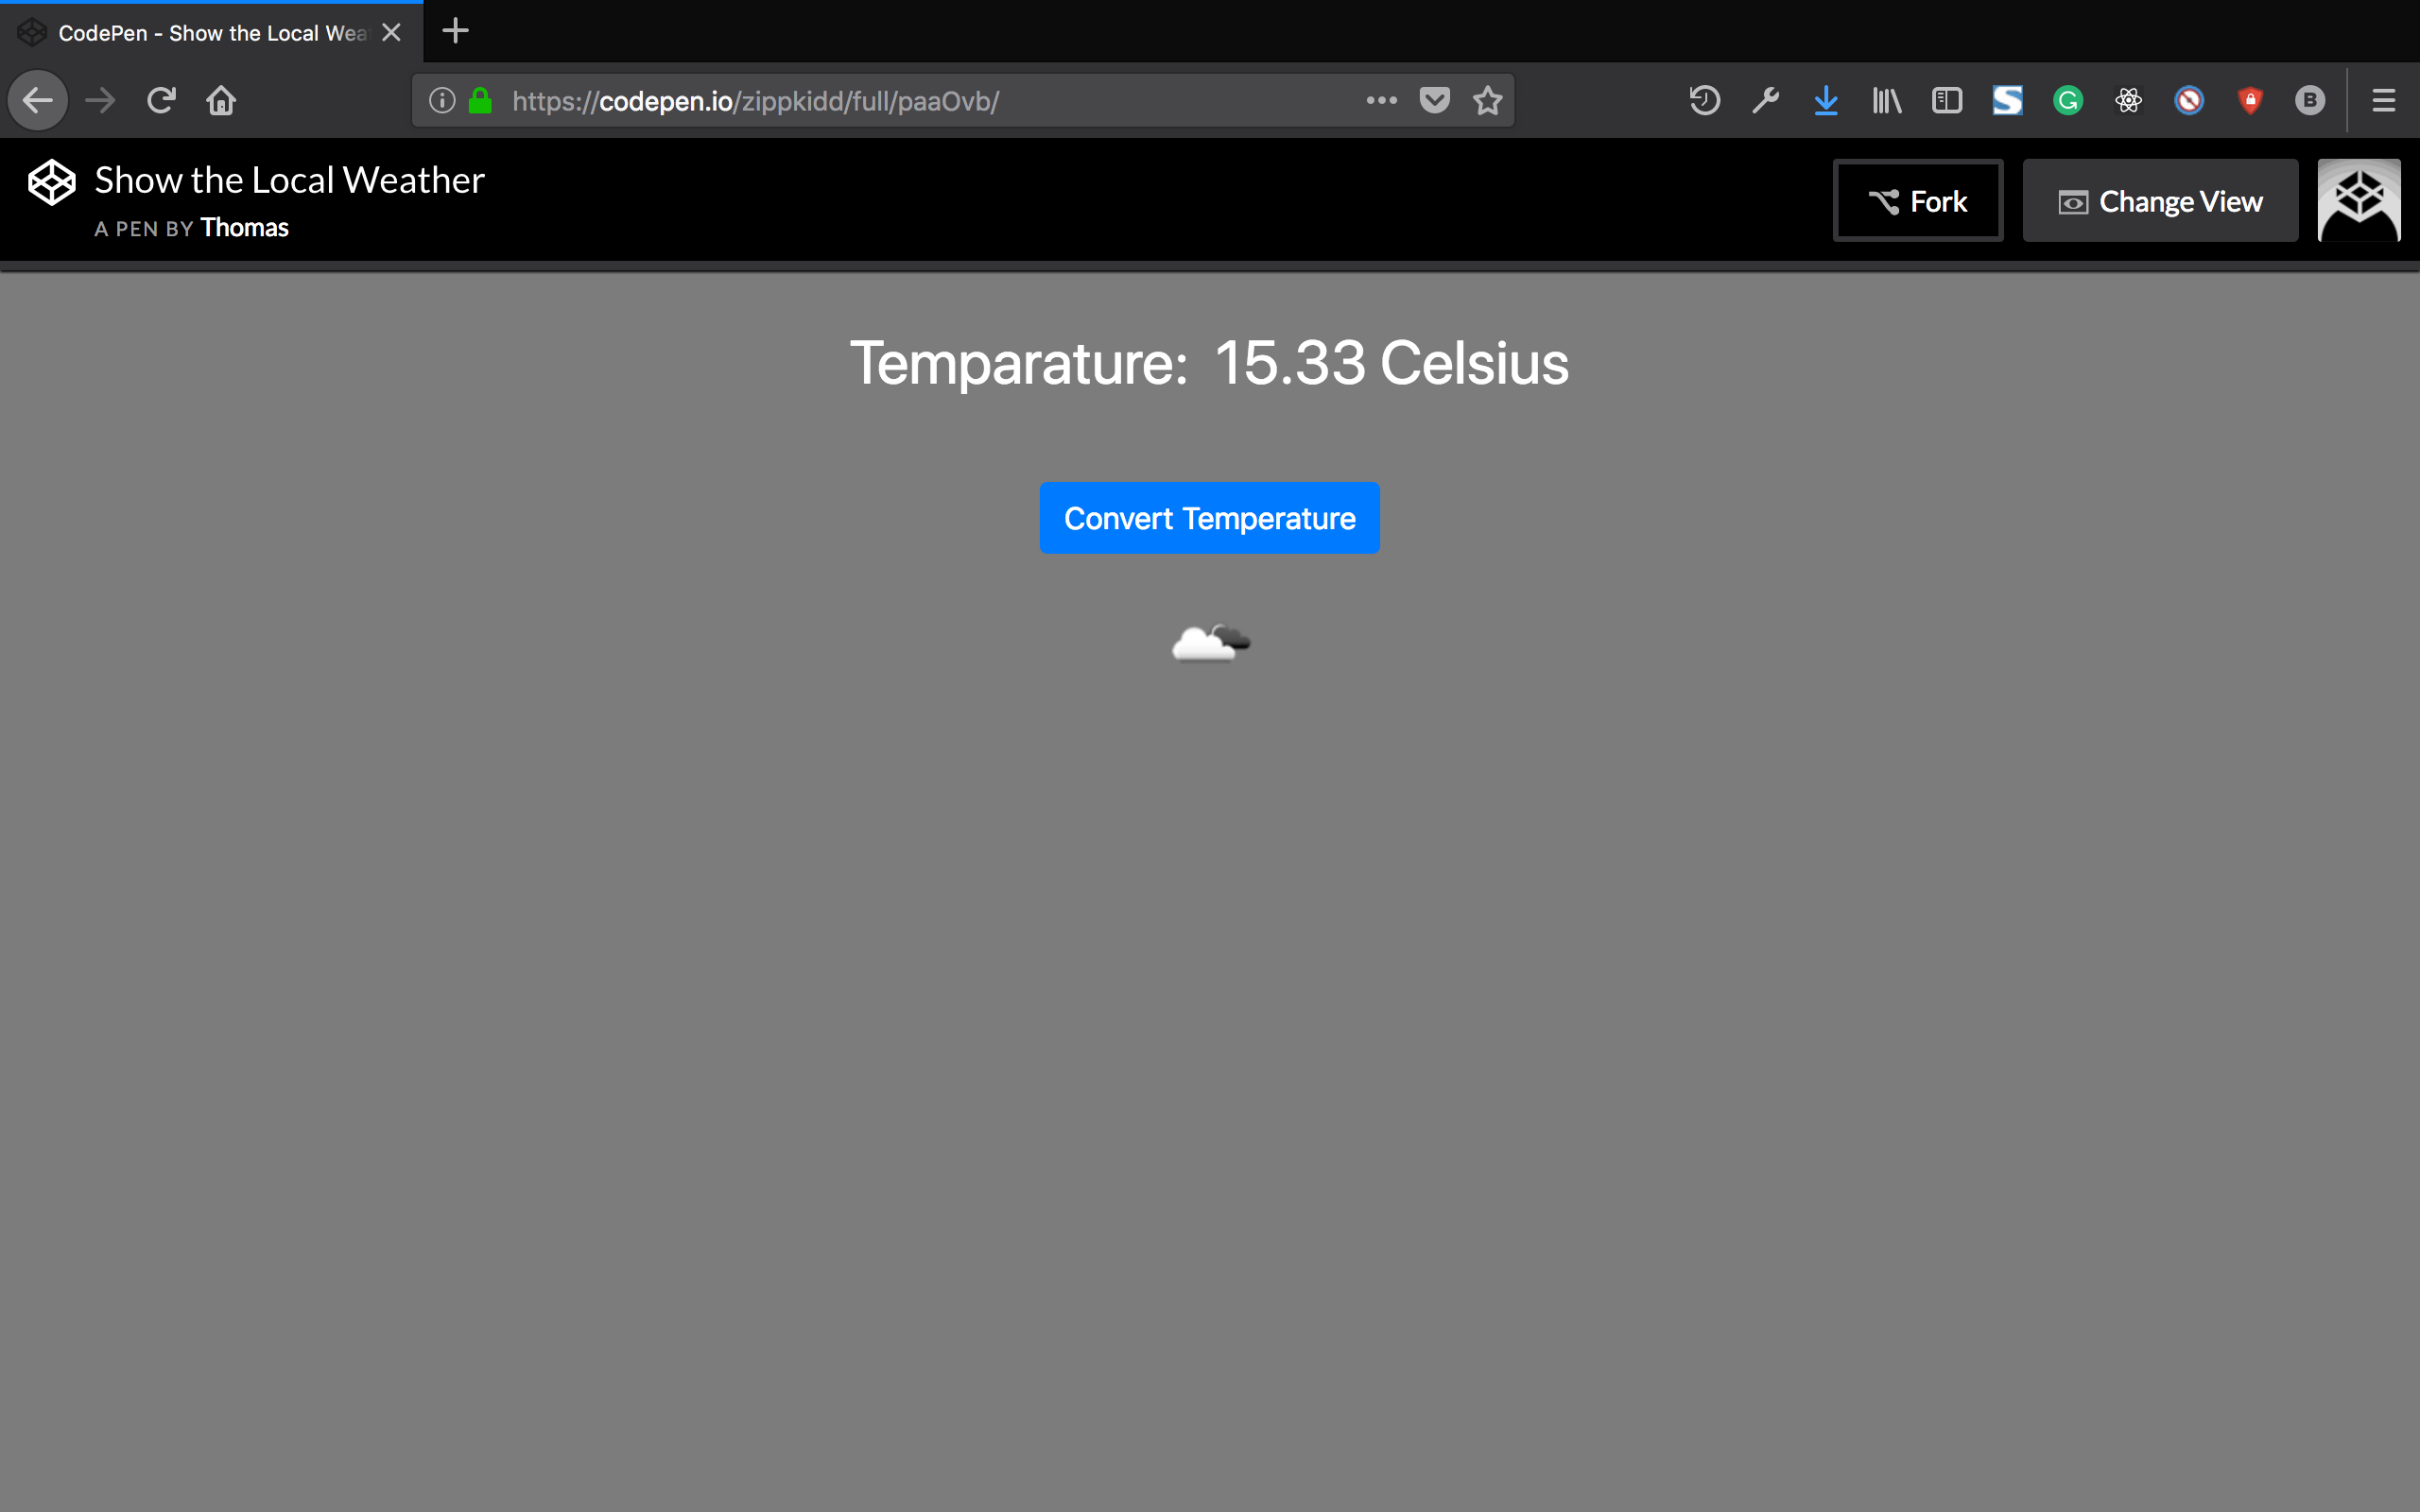 CodePen - Show the Local Wea
https://codepen.io/zippkidd/full/paaOvb/
Show the Local Weather
A PEN BY Thomas
Fork
Change View
Temparature: 15.33 Celsius
Convert Temperature